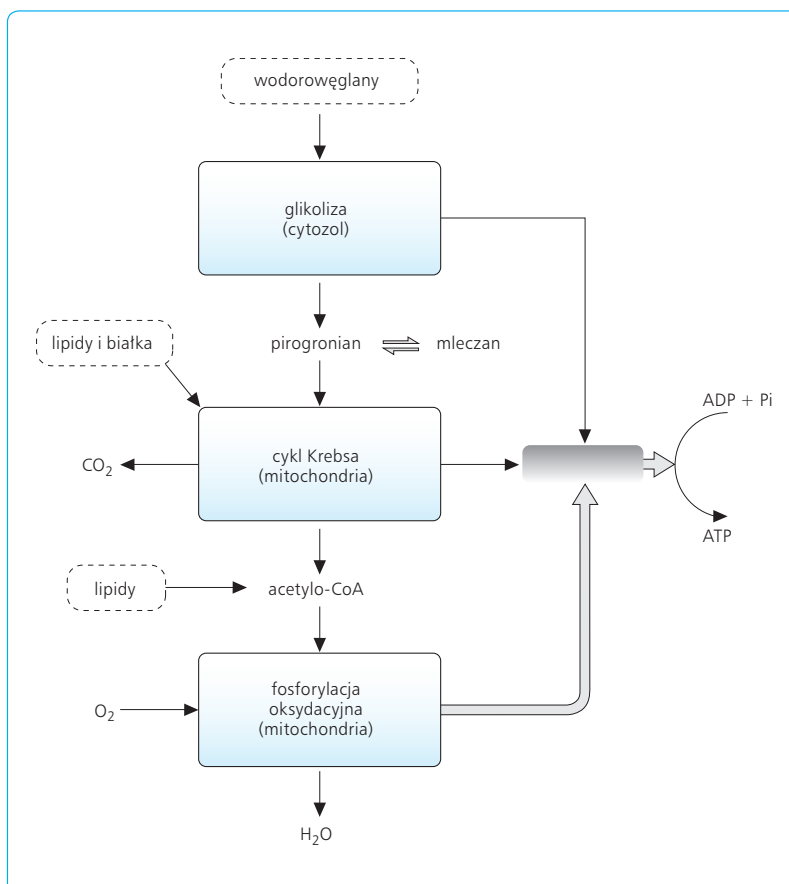 wodorowęglany
glikoliza
(cytozol)
lipidy i białka
pirogronian
mleczan
ADP + Pi
cykl Krebsa
(mitochondria)
CO₂
ATP
lipidy
acetylo-CoA
fosforylacja
oksydacyjna
(mitochondria)
O₂
H₂O